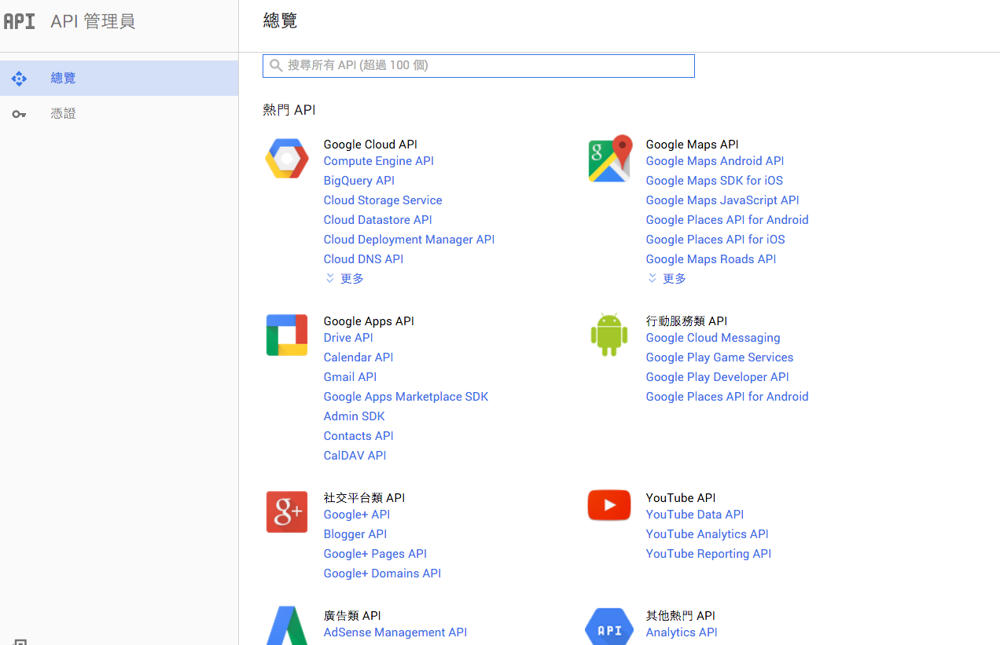 API
API 管理員
總覽
憑證
總覽
搜尋所有 API (超過 100 個)
熱門 API
Google Cloud API
Compute Engine API
BigQuery API
Cloud Storage Service
Cloud Datastore API
Cloud Deployment Manager API
Cloud DNS API
更多
Google Maps API
Google Maps Android API
Google Maps SDK for iOS
Google Maps JavaScript API
Google Places API for Android
Google Places API for iOS
Google Maps Roads API
更多
Google Apps API
Drive API
Calendar API
Gmail API
Google Apps Marketplace SDK
Admin SDK
Contacts API
CalDAV API
行動服務類 API
Google Cloud Messaging
Google Play Game Services
Google Play Developer API
Google Places API for Android
g+
社交平台類 API
Google+ API
Blogger API
Google+ Pages API
Google+ Domains API
YouTube API
YouTube Data API
YouTube Analytics API
YouTube Reporting API
廣告類 API
AdSense Management API
API
其他熱門 API
Analytics API
g